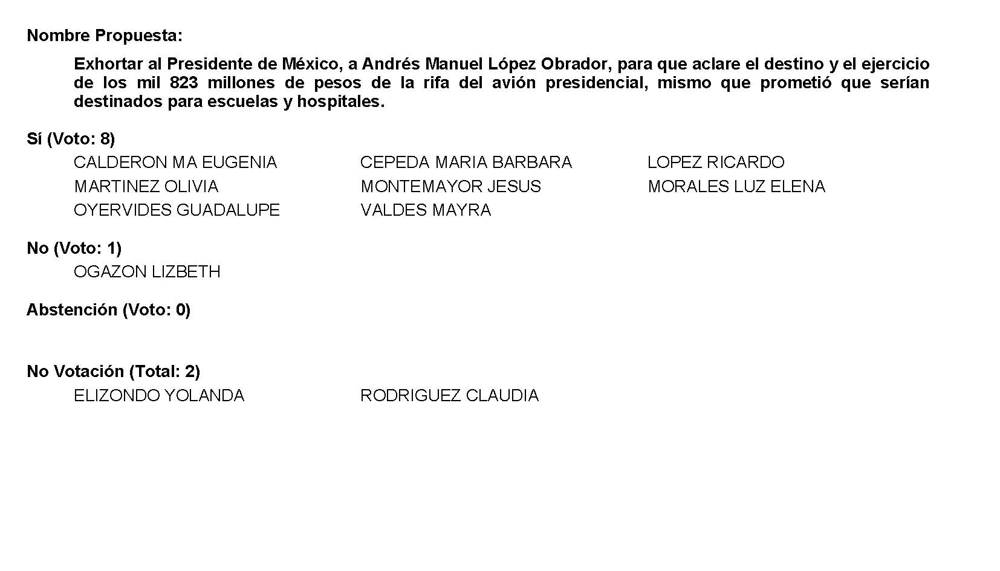 Nombre Propuesta:
Exhortar al Presidente de México, a Andrés Manuel López Obrador, para que aclare el destino y el ejercicio
de los mil 823 millones de pesos de la rifa del avión presidencial, mismo que prometió que serían
destinados para escuelas y hospitales.
Sí (Voto: 8)
CALDERON MA EUGENIA CEPEDA MARIA BARBARA LOPEZ RICARDO
MARTINEZ OLIVIA MONTEMAYOR JESUS MORALES LUZ ELENA
OYERVIDES GUADALUPE VALDES MAYRA
No (Voto: 1)
OGAZON LIZBETH
Abstención (Voto: 0)
No Votación (Total: 2)
ELIZONDO YOLANDA RODRIGUEZ CLAUDIA